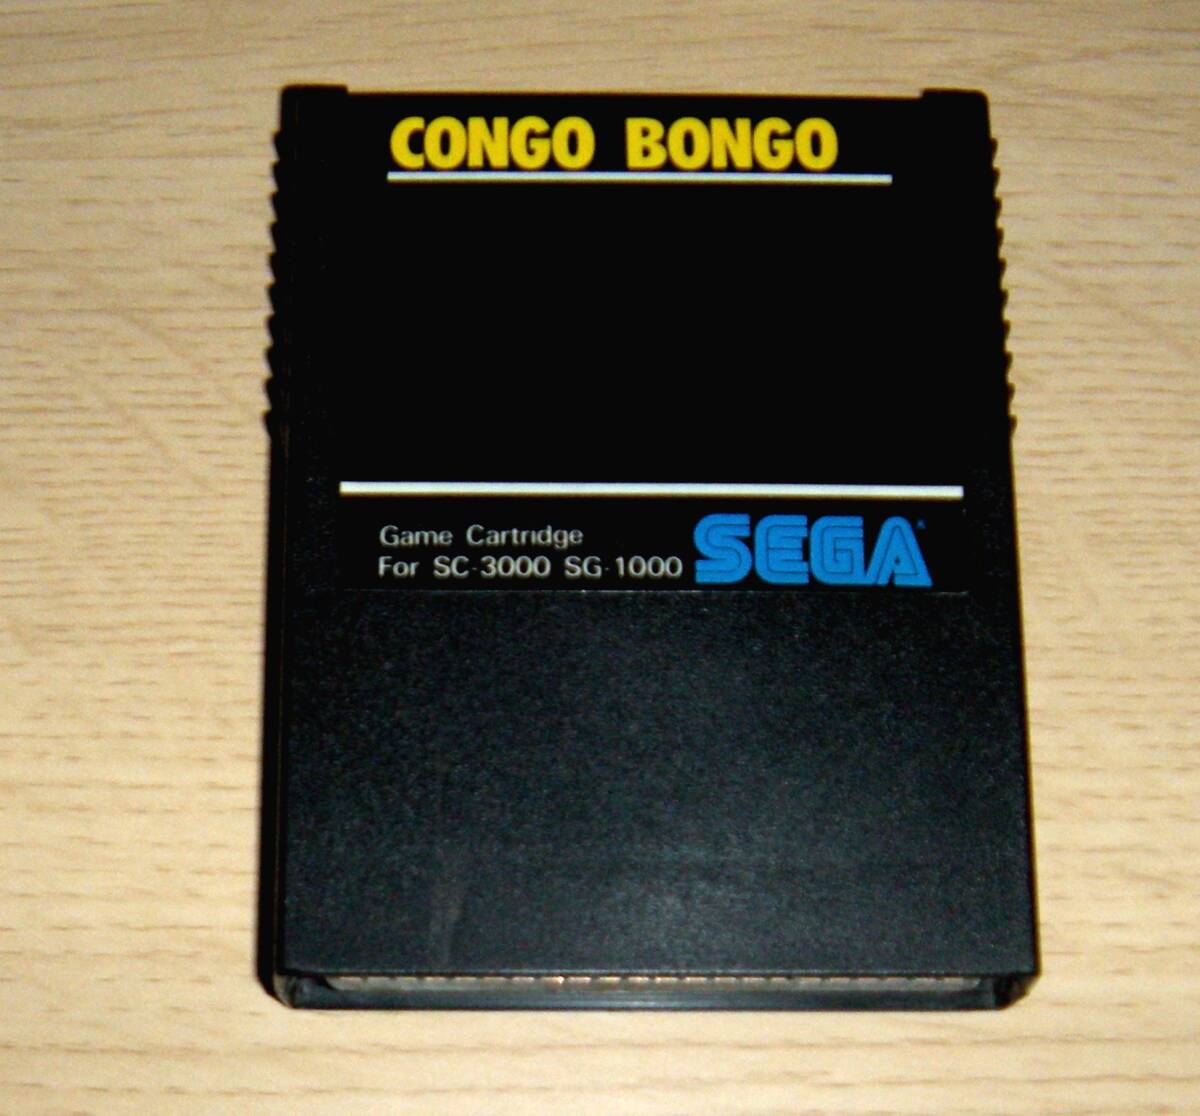 CONGO BONGO
Game Cartridge
For SC-3000 SG-1000
SEGA